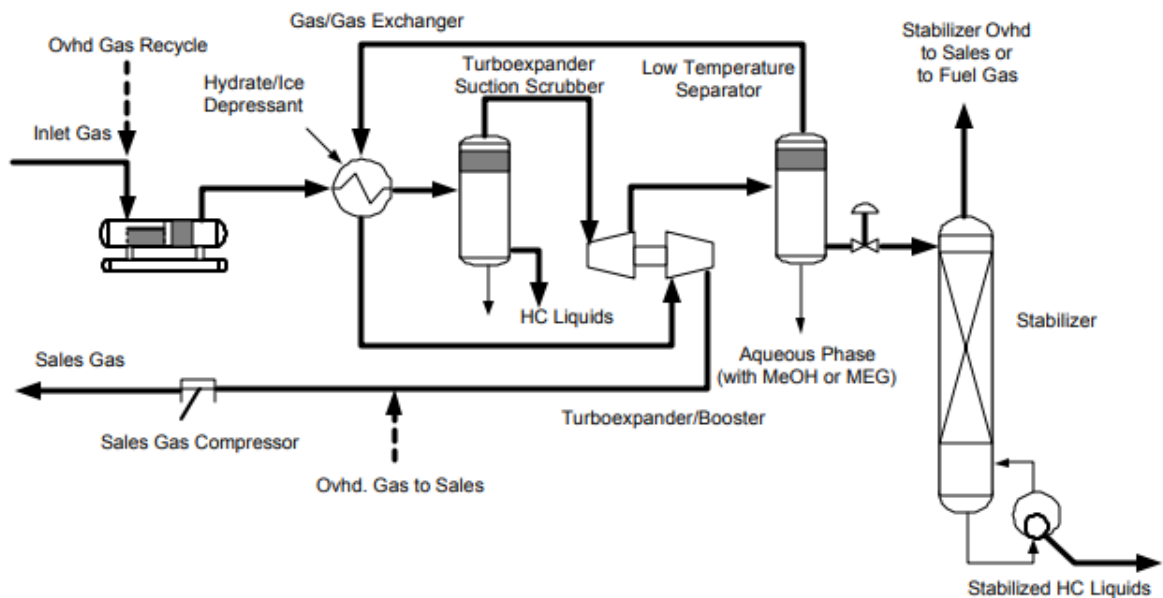 Gas/Gas Exchanger
Stabilizer Ovhd
to Sales or
to Fuel Gas
Ovhd Gas Recycle
Turboexpander
Suction Scrubber
Low Temperature
Separator
Hydrate/Ice
Depressant
Inlet Gas
HC Liquids
Stabilizer
Sales Gas
Aqueous Phase
(with MeOH or MEG)
Turboexpander/Booster
Sales Gas Compressor
Ovhd. Gas to Sales
Stabilized HC Liquids